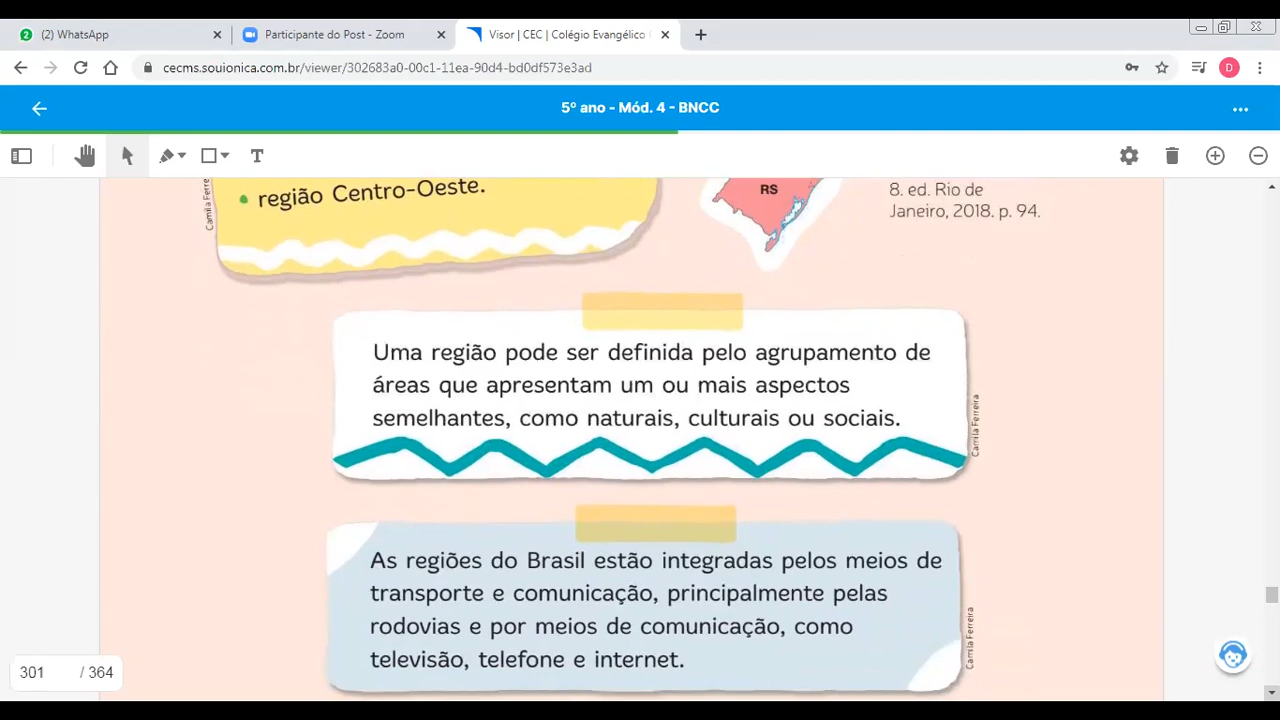 (2) WhatsApp
Participante do Post - Zoom
Visor | CEC | Colégio Evangélico
cecms.souionica.com.br/viewer/302683a0-00c1-11ea-90d4-bd0df573e3ad
D
5º ano - Mód. 4 - BNCC
T
região Centro-Oeste.
Camila Ferre
RS
8. ed. Rio de
Janeiro, 2018. p. 94.
Uma região pode ser definida pelo agrupamento de
áreas que apresentam um ou mais aspectos
semelhantes, como naturais, culturais ou sociais.
Camila Ferreira
As regiões do Brasil estão integradas pelos meios de
transporte e comunicação, principalmente pelas
rodovias e por meios de comunicação, como
televisão, telefone e internet.
Camila Ferreira
301 / 364